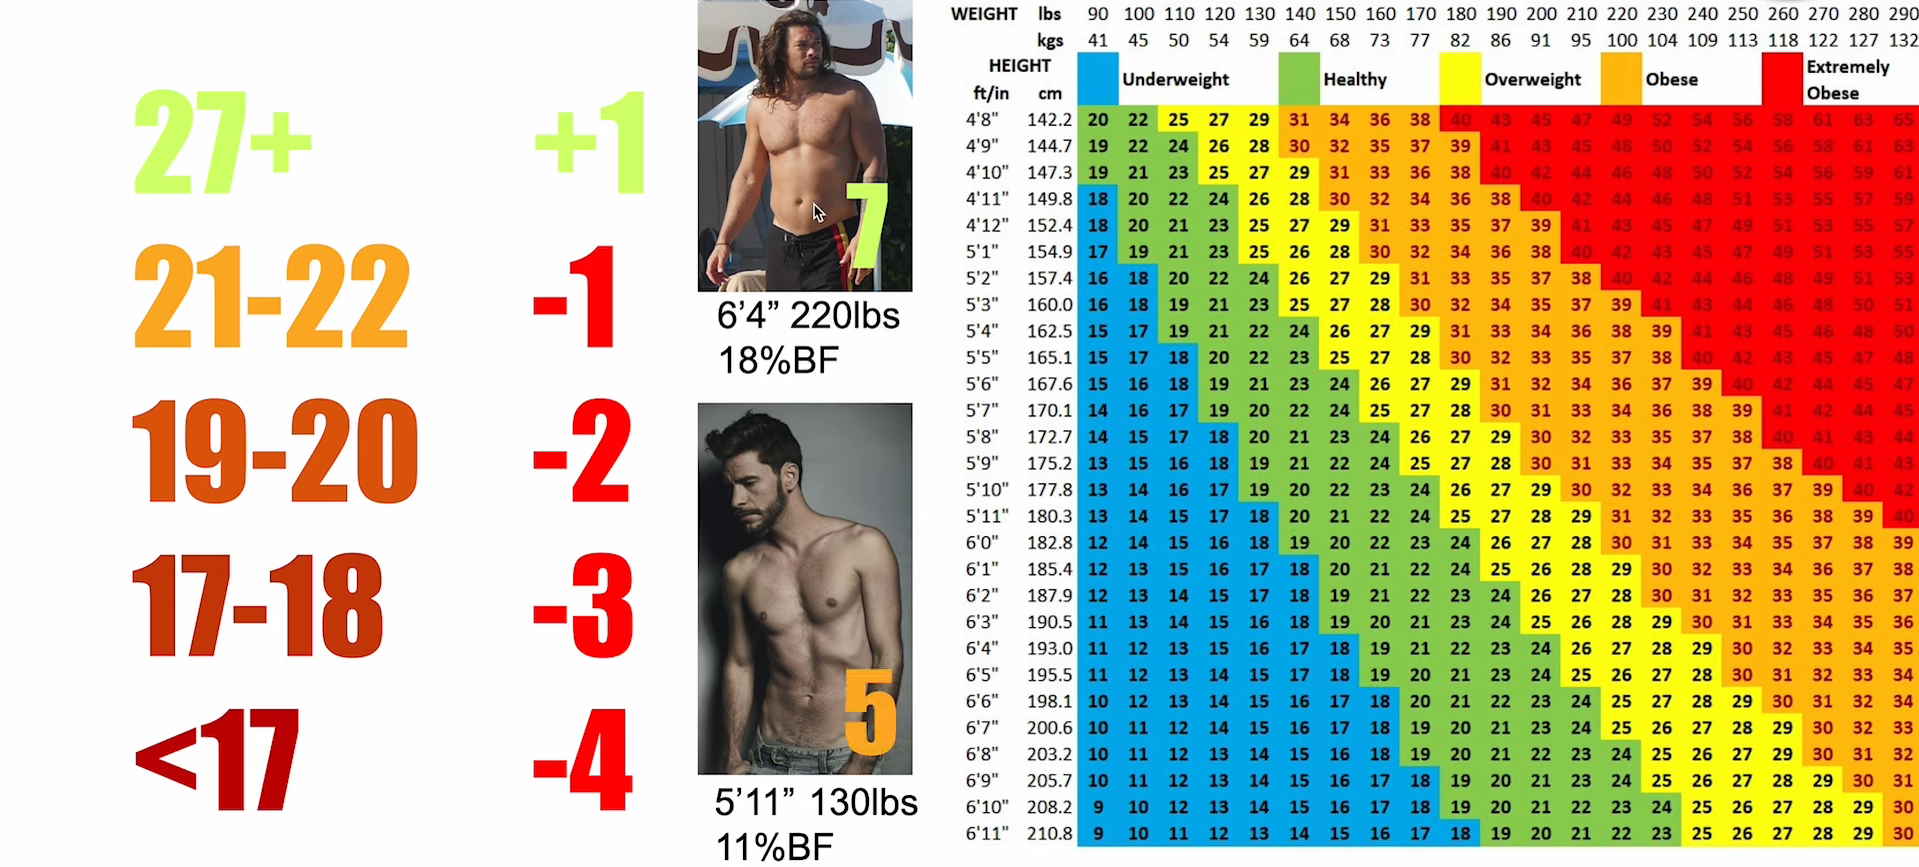 27+ +1
21-22 -1
19-20 -2
17-18 -3
<17 -4
7
6’4” 220lbs
18%BF
5
5’11” 130lbs
11%BF
WEIGHT lbs 90 100 110 120 130 140 150 160 170 180 190 200 210 220 230 240 250 260 270 280 290
kgs 41 45 50 54 59 64 68 73 77 82 86 91 95 100 104 109 113 118 122 127 132
HEIGHT Underweight Healthy Overweight Obese Extremely
ft/in cm Obese
4'8" 142.2 20 22 25 27 29 31 34 36 38 40 43 45 47 49 52 54 56 58 61 63 65
4'9" 144.7 19 22 24 26 28 30 32 35 37 39 41 43 45 48 50 52 54 56 58 61 63
4'10" 147.3 19 21 23 25 27 29 31 33 36 38 40 42 44 46 48 50 52 54 56 59 61
4'11" 149.8 18 20 22 24 26 28 30 32 34 36 38 40 42 44 46 48 51 53 55 57 59
4'12" 152.4 18 20 21 23 25 27 29 31 33 35 37 39 41 43 45 47 49 51 53 55 57
5'1" 154.9 17 19 21 23 25 26 28 30 32 34 36 38 40 42 43 45 47 49 51 53 55
5'2" 157.4 16 18 20 22 24 26 27 29 31 33 35 37 38 40 42 44 46 48 49 51 53
5'3" 160.0 16 18 19 21 23 25 27 28 30 32 34 35 37 39 41 43 44 46 48 50 51
5'4" 162.5 15 17 19 21 22 24 26 27 29 31 33 34 36 38 39 41 43 45 46 48 50
5'5" 165.1 15 17 18 20 22 23 25 27 28 30 32 33 35 37 38 40 42 43 45 47 48
5'6" 167.6 15 16 18 19 21 23 24 26 27 29 31 32 34 36 37 39 40 42 44 45 47
5'7" 170.1 14 16 17 19 20 22 24 25 27 28 30 31 33 34 36 38 39 41 42 44 45
5'8" 172.7 14 15 17 18 20 21 23 24 26 27 29 30 32 33 35 37 38 40 41 43 44
5'9" 175.2 13 15 16 18 19 21 22 24 25 27 28 30 31 33 34 35 37 38 40 41 43
5'10" 177.8 13 14 16 17 19 20 22 23 24 26 27 29 30 32 33 34 36 37 39 40 42
5'11" 180.3 13 14 15 17 18 20 21 22 24 25 27 28 29 31 32 33 35 36 38 39 40
6'0" 182.8 12 14 15 16 18 19 20 22 23 24 26 27 28 30 31 33 34 35 37 38 39
6'1" 185.4 12 13 15 16 17 18 20 21 22 24 25 26 28 29 30 32 33 34 36 37 38
6'2" 187.9 12 13 14 15 17 18 19 21 22 23 24 26 27 28 30 31 32 33 35 36 37
6'3" 190.5 11 13 14 15 16 18 19 20 21 23 24 25 26 28 29 30 31 33 34 35 36
6'4" 193.0 11 12 13 15 16 17 18 19 21 22 23 24 26 27 28 29 30 32 33 34 35
6'5" 195.5 11 12 13 14 15 17 18 19 20 21 23 24 25 26 27 28 30 31 32 33 34
6'6" 198.1 10 12 13 14 15 16 17 18 20 21 22 23 24 25 27 28 29 30 31 32 34
6'7" 200.6 10 11 12 14 15 16 17 18 19 20 21 23 24 25 26 27 28 29 30 32 33
6'8" 203.2 10 11 12 13 14 15 16 18 19 20 21 22 23 24 25 26 27 29 30 31 32
6'9" 205.7 10 11 12 13 14 15 16 17 18 19 20 21 23 24 25 26 27 28 29 30 31
6'10" 208.2 9 10 12 13 14 15 16 17 18 19 20 21 22 23 24 25 26 27 28 29 30
6'11" 210.8 9 10 11 12 13 14 15 16 17 18 19 20 21 22 23 25 26 27 28 29 30